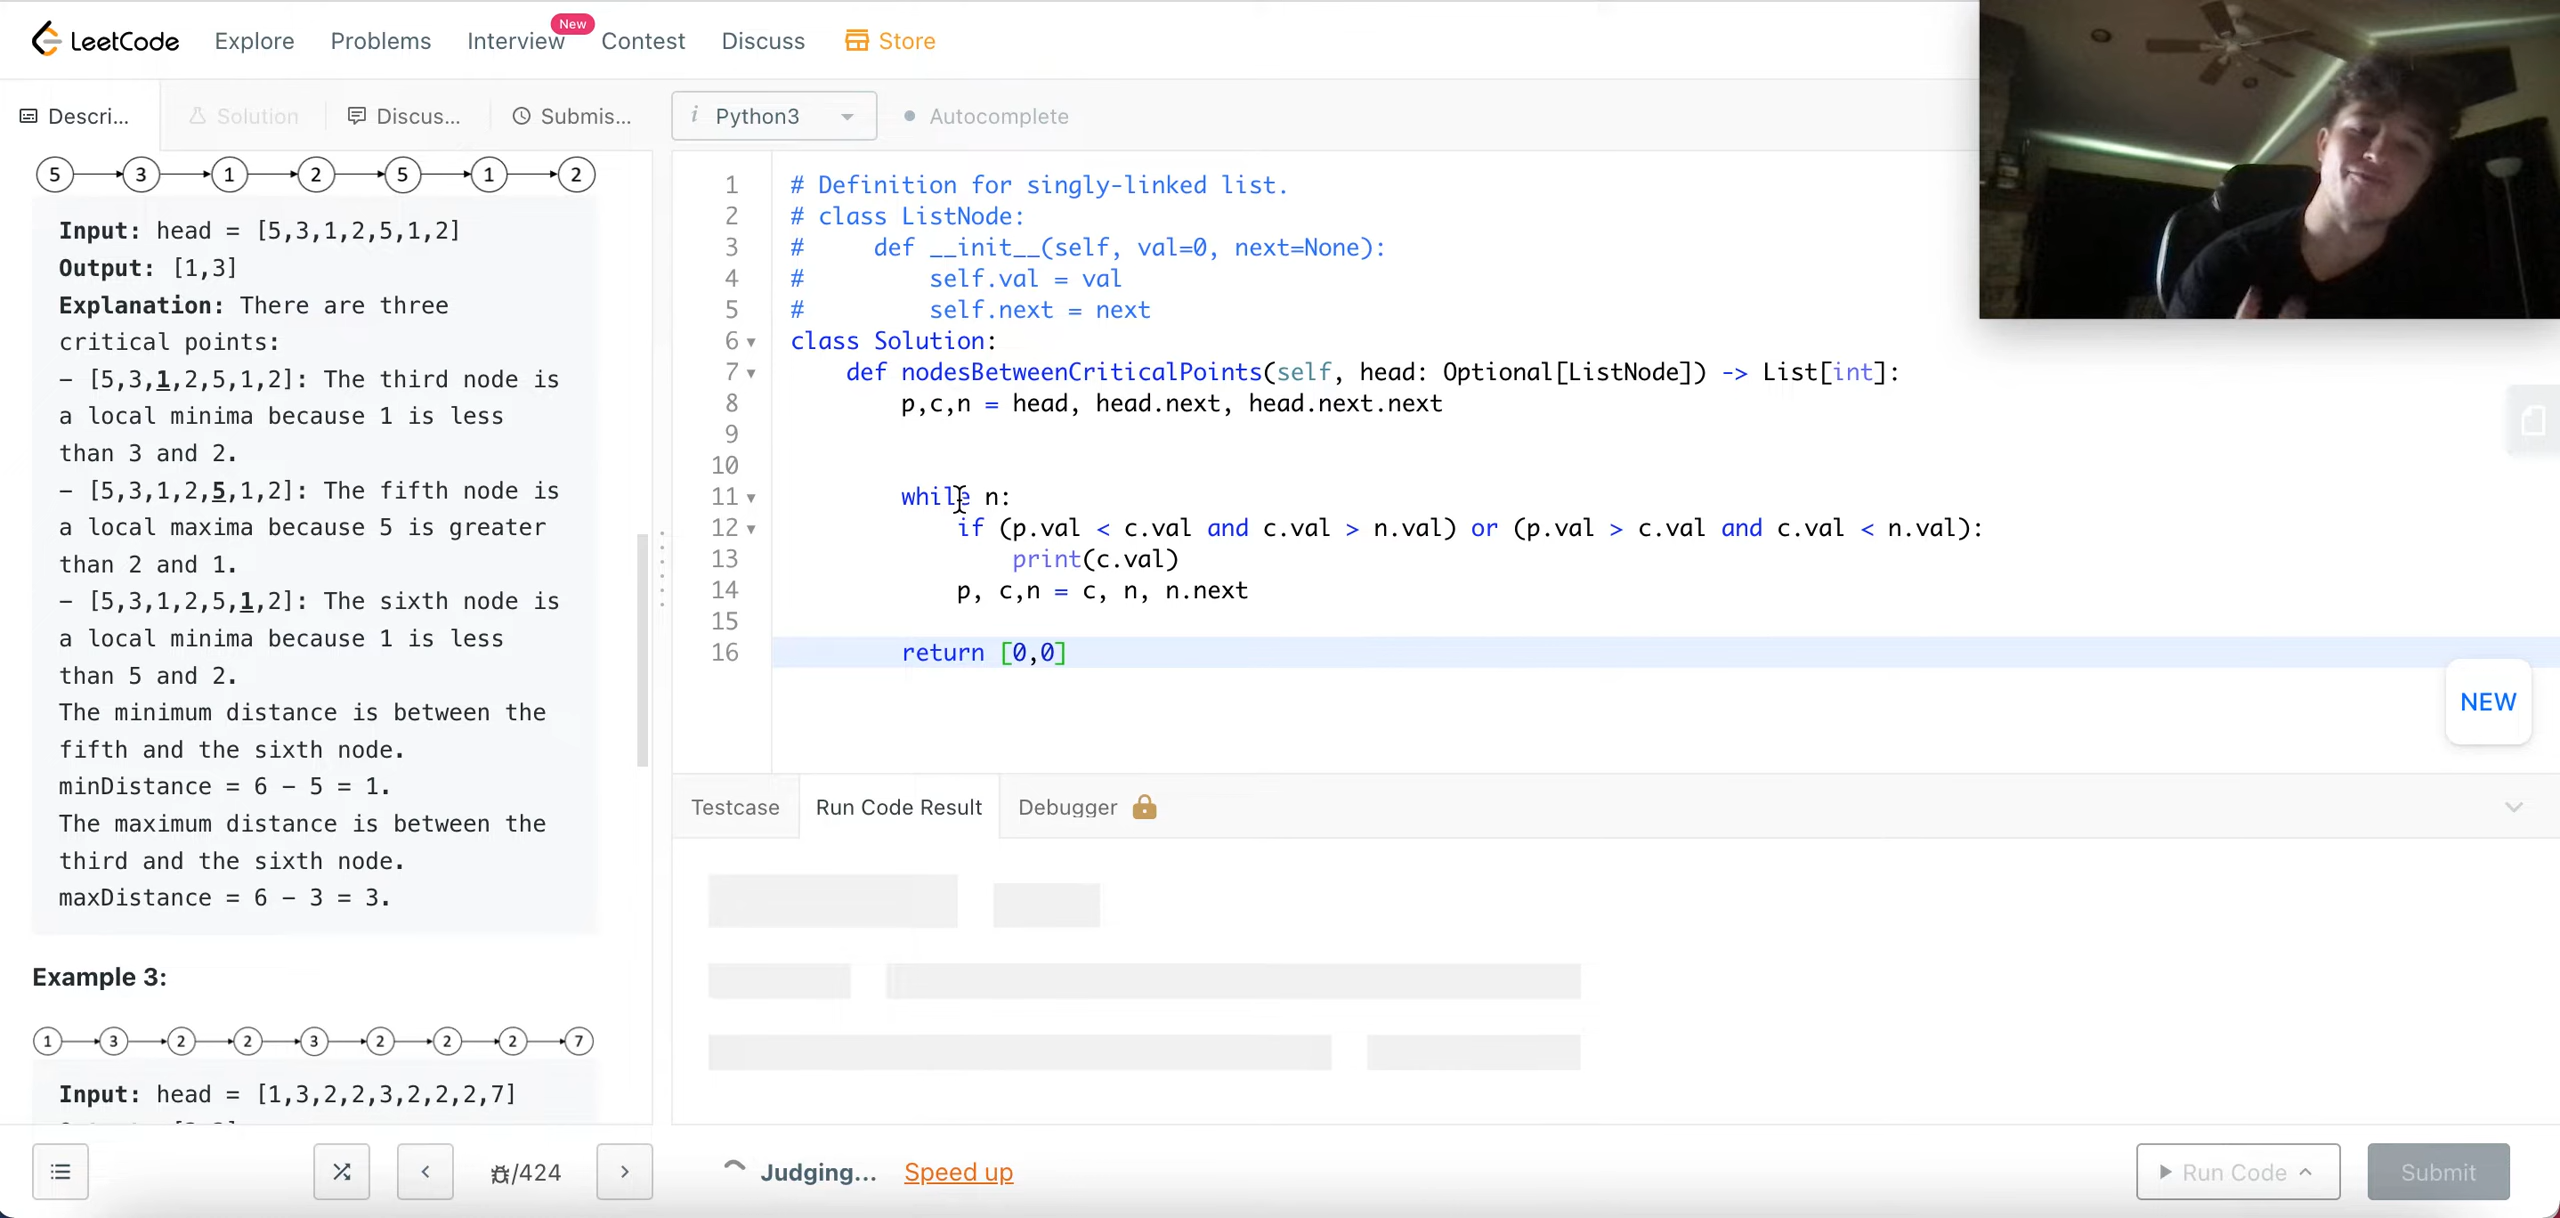 LeetCode Explore Problems Interview New Contest Discuss Store
Descri... Solution Discus... Submis...
5 3 1 2 5 1 2
Input: head = [5,3,1,2,5,1,2]
Output: [1,3]
Explanation: There are three
critical points:
- [5,3,1,2,5,1,2]: The third node is
a local minima because 1 is less
than 3 and 2.
- [5,3,1,2,5,1,2]: The fifth node is
a local maxima because 5 is greater
than 2 and 1.
- [5,3,1,2,5,1,2]: The sixth node is
a local minima because 1 is less
than 5 and 2.
The minimum distance is between the
fifth and the sixth node.
minDistance = 6 - 5 = 1.
The maximum distance is between the
third and the sixth node.
maxDistance = 6 - 3 = 3.
Example 3:
1 3 2 2 3 2 2 2 7
Input: head = [1,3,2,2,3,2,2,2,7]
/424
i Python3 Autocomplete
1 # Definition for singly-linked list.
2 # class ListNode:
3 #     def __init__(self, val=0, next=None):
4 #         self.val = val
5 #         self.next = next
6 class Solution:
7     def nodesBetweenCriticalPoints(self, head: Optional[ListNode]) -> List[int]:
8         p,c,n = head, head.next, head.next.next
9
10
11         while n:
12             if (p.val < c.val and c.val > n.val) or (p.val > c.val and c.val < n.val):
13                 print(c.val)
14             p, c,n = c, n, n.next
15
16         return [0,0]
NEW
Testcase Run Code Result Debugger
Judging... Speed up Run Code Submit